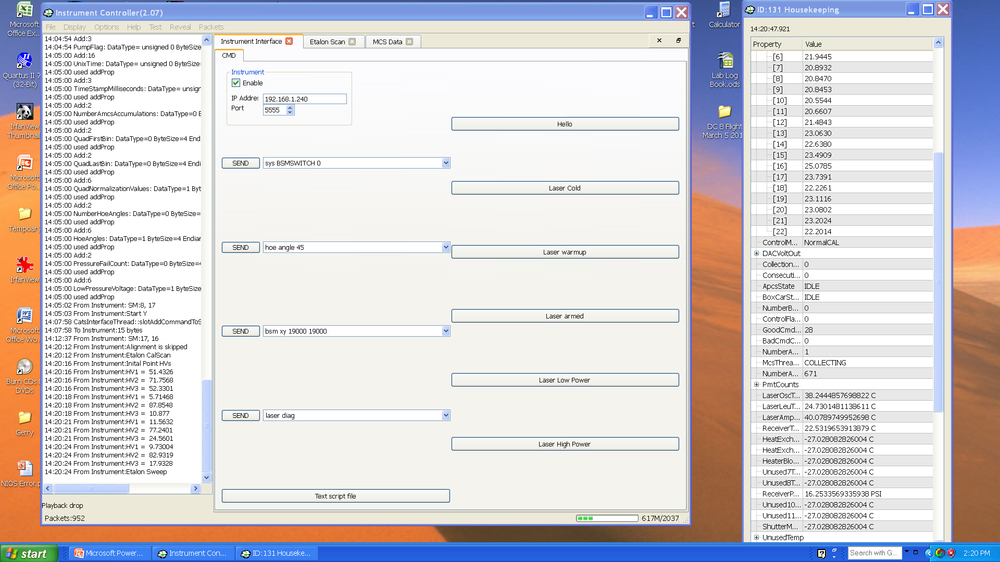 Microsoft
Office Ex...
Quartus II 7
(32-Bit)
IrfanView
Thumbnail
Microsoft
Office Po...
Tempoary
IrfanView
Microsoft
Office Wo...
Burn CDs &
DVDs
Gerry
NIOS Error.p
Instrument Controller(2.07)
File Display Options Help Test Reveal Packets
14:04:54 Add:3
14:04:54 PumpFlag: DataType= unsigned 0 ByteSize
14:05:00 Add:16
14:05:00 UnixTime: DataType= unsigned 0 ByteSize=
14:05:00 used addProp
14:05:00 Add:3
14:05:00 TimeStampMilliseconds: DataType= unsign
14:05:00 used addProp
14:05:00 Add:2
14:05:00 NumberAmcsAccumulations: DataType=0 B
14:05:00 used addProp
14:05:00 Add:2
14:05:00 QuadFirstBin: DataType=0 ByteSize=4 End
14:05:00 used addProp
14:05:00 Add:2
14:05:00 QuadLastBin: DataType=0 ByteSize=4 Endi
14:05:00 used addProp
14:05:00 Add:6
14:05:00 QuadNormalizationValues: DataType=1 Byt
14:05:00 used addProp
14:05:00 Add:2
14:05:00 NumberHoeAngles: DataType=0 ByteSize=
14:05:00 used addProp
14:05:00 Add:6
14:05:00 HoeAngles: DataType=1 ByteSize=4 Endian
14:05:00 used addProp
14:05:00 Add:2
14:05:00 PressureFailCount: DataType=0 ByteSize=4
14:05:00 used addProp
14:05:00 Add:6
14:05:00 LowPressureVoltage: DataType=1 ByteSize
14:05:00 used addProp
14:05:02 From Instrument: SM:8, 17
14:05:03 From Instrument:Start Y
14:07:58 CatsInterfaceThread::slotAddCommandToS
14:07:58 To Instrument:15 bytes
14:12:37 From Instrument: SM:17, 16
14:20:12 From Instrument:Alignment is skipped
14:20:12 From Instrument:Etalon CalScan
14:20:16 From Instrument:Inital Point HVs
14:20:16 From Instrument:HV1 = 51.4326
14:20:16 From Instrument:HV2 = 71.7568
14:20:16 From Instrument:HV3 = 52.3301
14:20:18 From Instrument:HV1 = 5.71468
14:20:18 From Instrument:HV2 = 87.8548
14:20:18 From Instrument:HV3 = 10.877
14:20:21 From Instrument:HV1 = 11.5632
14:20:21 From Instrument:HV2 = 77.2401
14:20:21 From Instrument:HV3 = 24.5601
14:20:24 From Instrument:HV1 = 9.73004
14:20:24 From Instrument:HV2 = 82.9319
14:20:24 From Instrument:HV3 = 17.9328
14:20:24 From Instrument:Etalon Sweep
Playback drop
Packets:952
Instrument Interface Etalon Scan MCS Data
CMD
Instrument
Enable
IP Addres 192.168.1.240
Port 5555
Hello
SEND sys BSMSWITCH 0
Laser Cold
SEND hoe angle 45
Laser warmup
Laser armed
SEND bsm xy 19000 19000
Laser Low Power
SEND laser diag
Laser High Power
Text script file
617M/2037
t
Calculator
Lab Log
Book.ods
DC 8 Flight
March 5 201
ID:131 Housekeeping
14:20:47.921
Property Value
[6] 21.9445
[7] 20.8932
[8] 20.8470
[9] 20.8453
[10] 20.5544
[11] 20.6607
[12] 21.4843
[13] 23.0630
[14] 22.6380
[15] 23.4909
[16] 25.0785
[17] 23.7391
[18] 22.2261
[19] 23.1116
[20] 23.0802
[21] 23.2024
[22] 22.2014
ControlM... NormalCAL
DACVoltOut
Collection... 0
Consecuti... 0
ApcsState IDLE
BoxCarSt... IDLE
NumberB... 0
ControlFla... 0
GoodCmd... 28
BadCmdC... 0
NumberA... 1
McsThrea... COLLECTING
NumberA... 671
PmtCounts
LaserOscT... 38.2444857698822 C
LaserLeuT... 24.7301481138611 C
LaserAmp... 40.0789749952698 C
ReceiverT... 22.5319653913879 C
HeatExch... -27.028082826004 C
HeatExch... -27.028082826004 C
HeaterBlo... -27.028082826004 C
Unused7T... -27.028082826004 C
Unused8T... -27.028082826004 C
ReceiverP... 16.2533569335938 PSI
Unused10... -27.028082826004 C
Unused11... -27.028082826004 C
ShutterM... -27.028082826004 C
UnusedTemp
start Microsoft Power... Instrument Con... ID:131 Houseke... Search with G... 2:20 PM